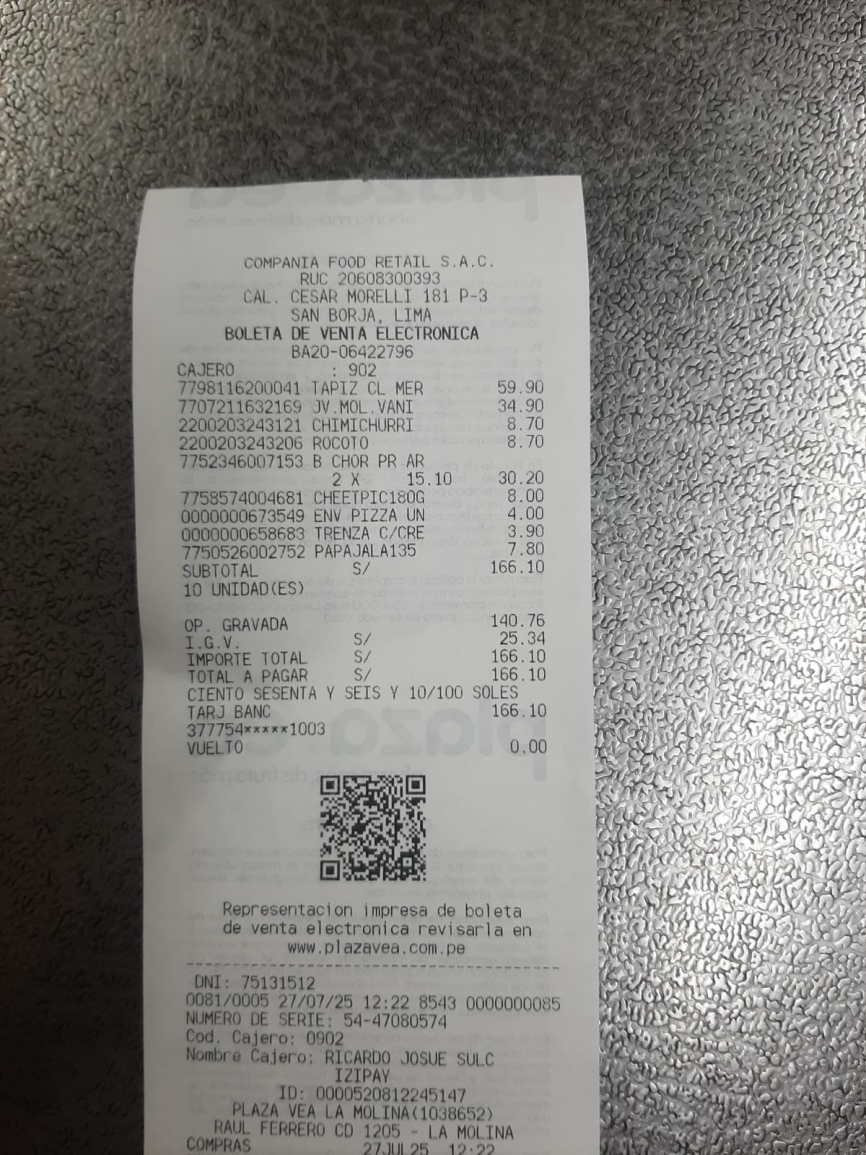 COMPANIA FOOD RETAIL S.A.C.
RUC 20608300393
CAL. CESAR MORELLI 181 P-3
SAN BORJA, LIMA
BOLETA DE VENTA ELECTRONICA
BA20-06422796
CAJERO : 902
7798116200041 TAPIZ CL MER 59.90
7707211632169 JV.MOL.VANI 34.90
2200203243121 CHIMICHURRI 8.70
2200203243206 ROCOTO 8.70
7752346007153 B CHOR PR AR
2 X 15.10 30.20
7758574004681 CHEETPIC180G 8.00
0000000673549 ENV PIZZA UN 4.00
0000000658683 TRENZA C/CRE 3.90
7750526002752 PAPAJALA135 7.80
SUBTOTAL S/ 166.10
10 UNIDAD(ES)
OP. GRAVADA 140.76
I.G.V. S/ 25.34
IMPORTE TOTAL S/ 166.10
TOTAL A PAGAR S/ 166.10
CIENTO SESENTA Y SEIS Y 10/100 SOLES
TARJ BANC 166.10
377754*****1003
VUELTO 0.00
Representacion impresa de boleta
de venta electronica revisarla en
www.plazavea.com.pe
DNI: 75131512
0081/0005 27/07/25 12:22 8543 0000000085
NUMERO DE SERIE: 54-47080574
Cod. Cajero: 0902
Nombre Cajero: RICARDO JOSUE SULC
IZIPAY
ID: 0000520812245147
PLAZA VEA LA MOLINA(1038652)
RAUL FERRERO CD 1205 - LA MOLINA
COMPRAS 27JUL25 12:22